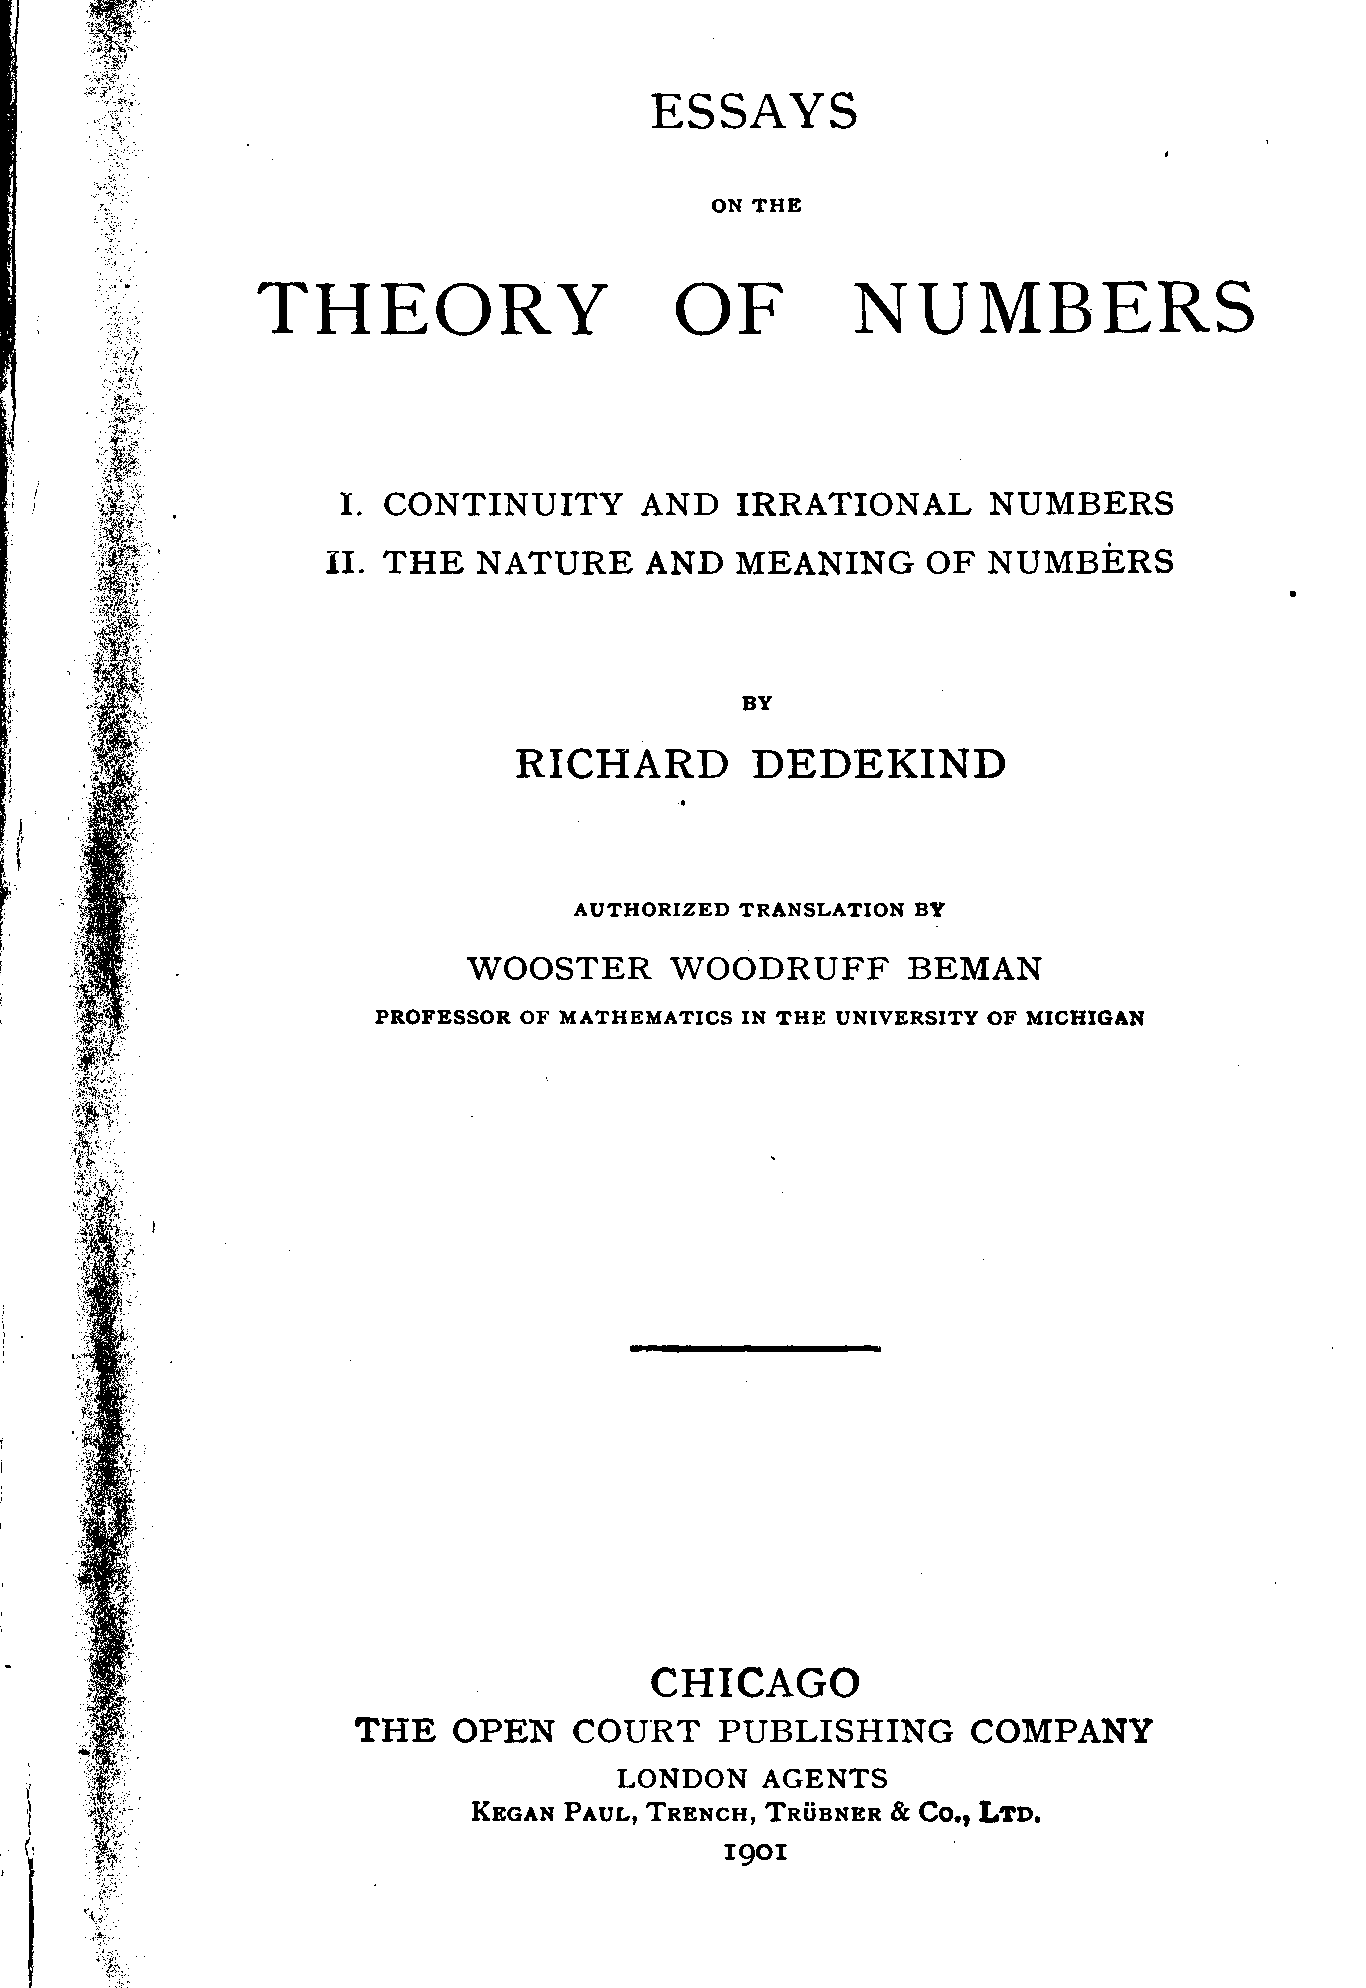 ESSAYS
ON THE
THEORY OF NUMBERS
I. CONTINUITY AND IRRATIONAL NUMBERS
II. THE NATURE AND MEANING OF NUMBERS
BY
RICHARD DEDEKIND
AUTHORIZED TRANSLATION BY
WOOSTER WOODRUFF BEMAN
PROFESSOR OF MATHEMATICS IN THE UNIVERSITY OF MICHIGAN
CHICAGO
THE OPEN COURT PUBLISHING COMPANY
LONDON AGENTS
KEGAN PAUL, TRENCH, TRÜBNER & CO., LTD.
1901